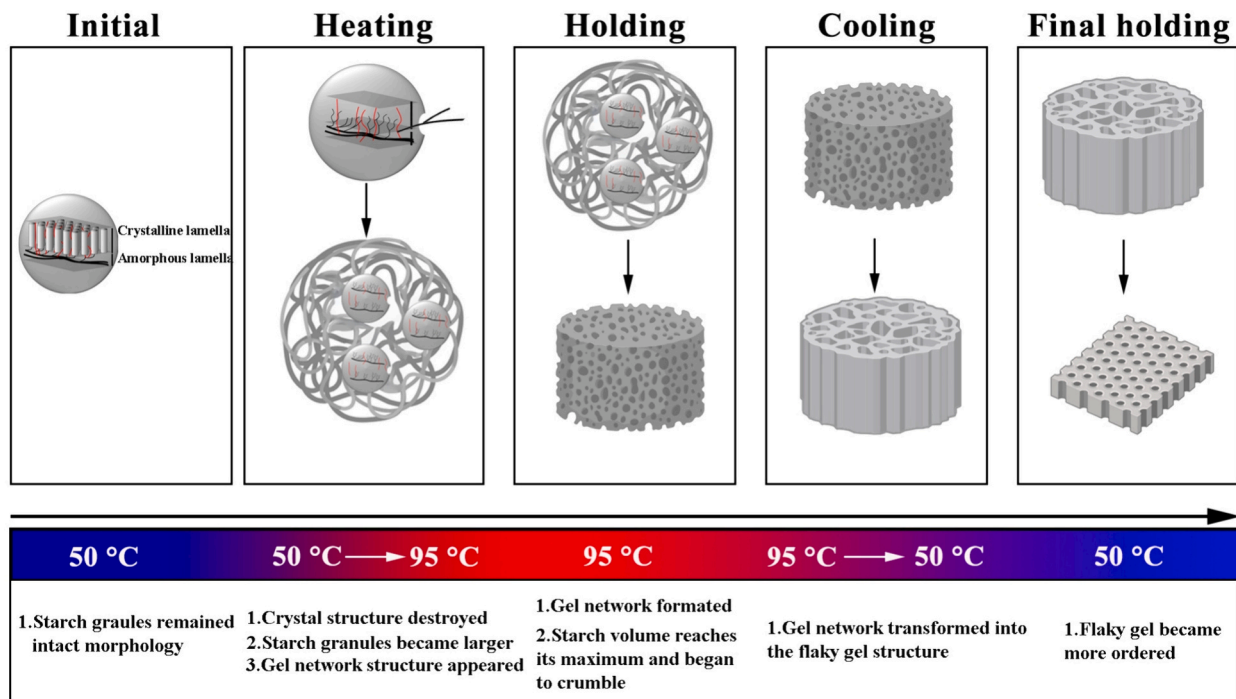 Initial
Heating
Holding
Cooling
Final holding
Crystalline lamella
Amorphous lamella
50 °C
50 °C → 95 °C
95 °C
95 °C → 50 °C
50 °C
1.Starch graules remained
intact morphology
1.Crystal structure destroyed
2.Starch granules became larger
3.Gel network structure appeared
1.Gel network formated
2.Starch volume reaches
its maximum and began
to crumble
1.Gel network transformed into
the flaky gel structure
1.Flaky gel became
more ordered